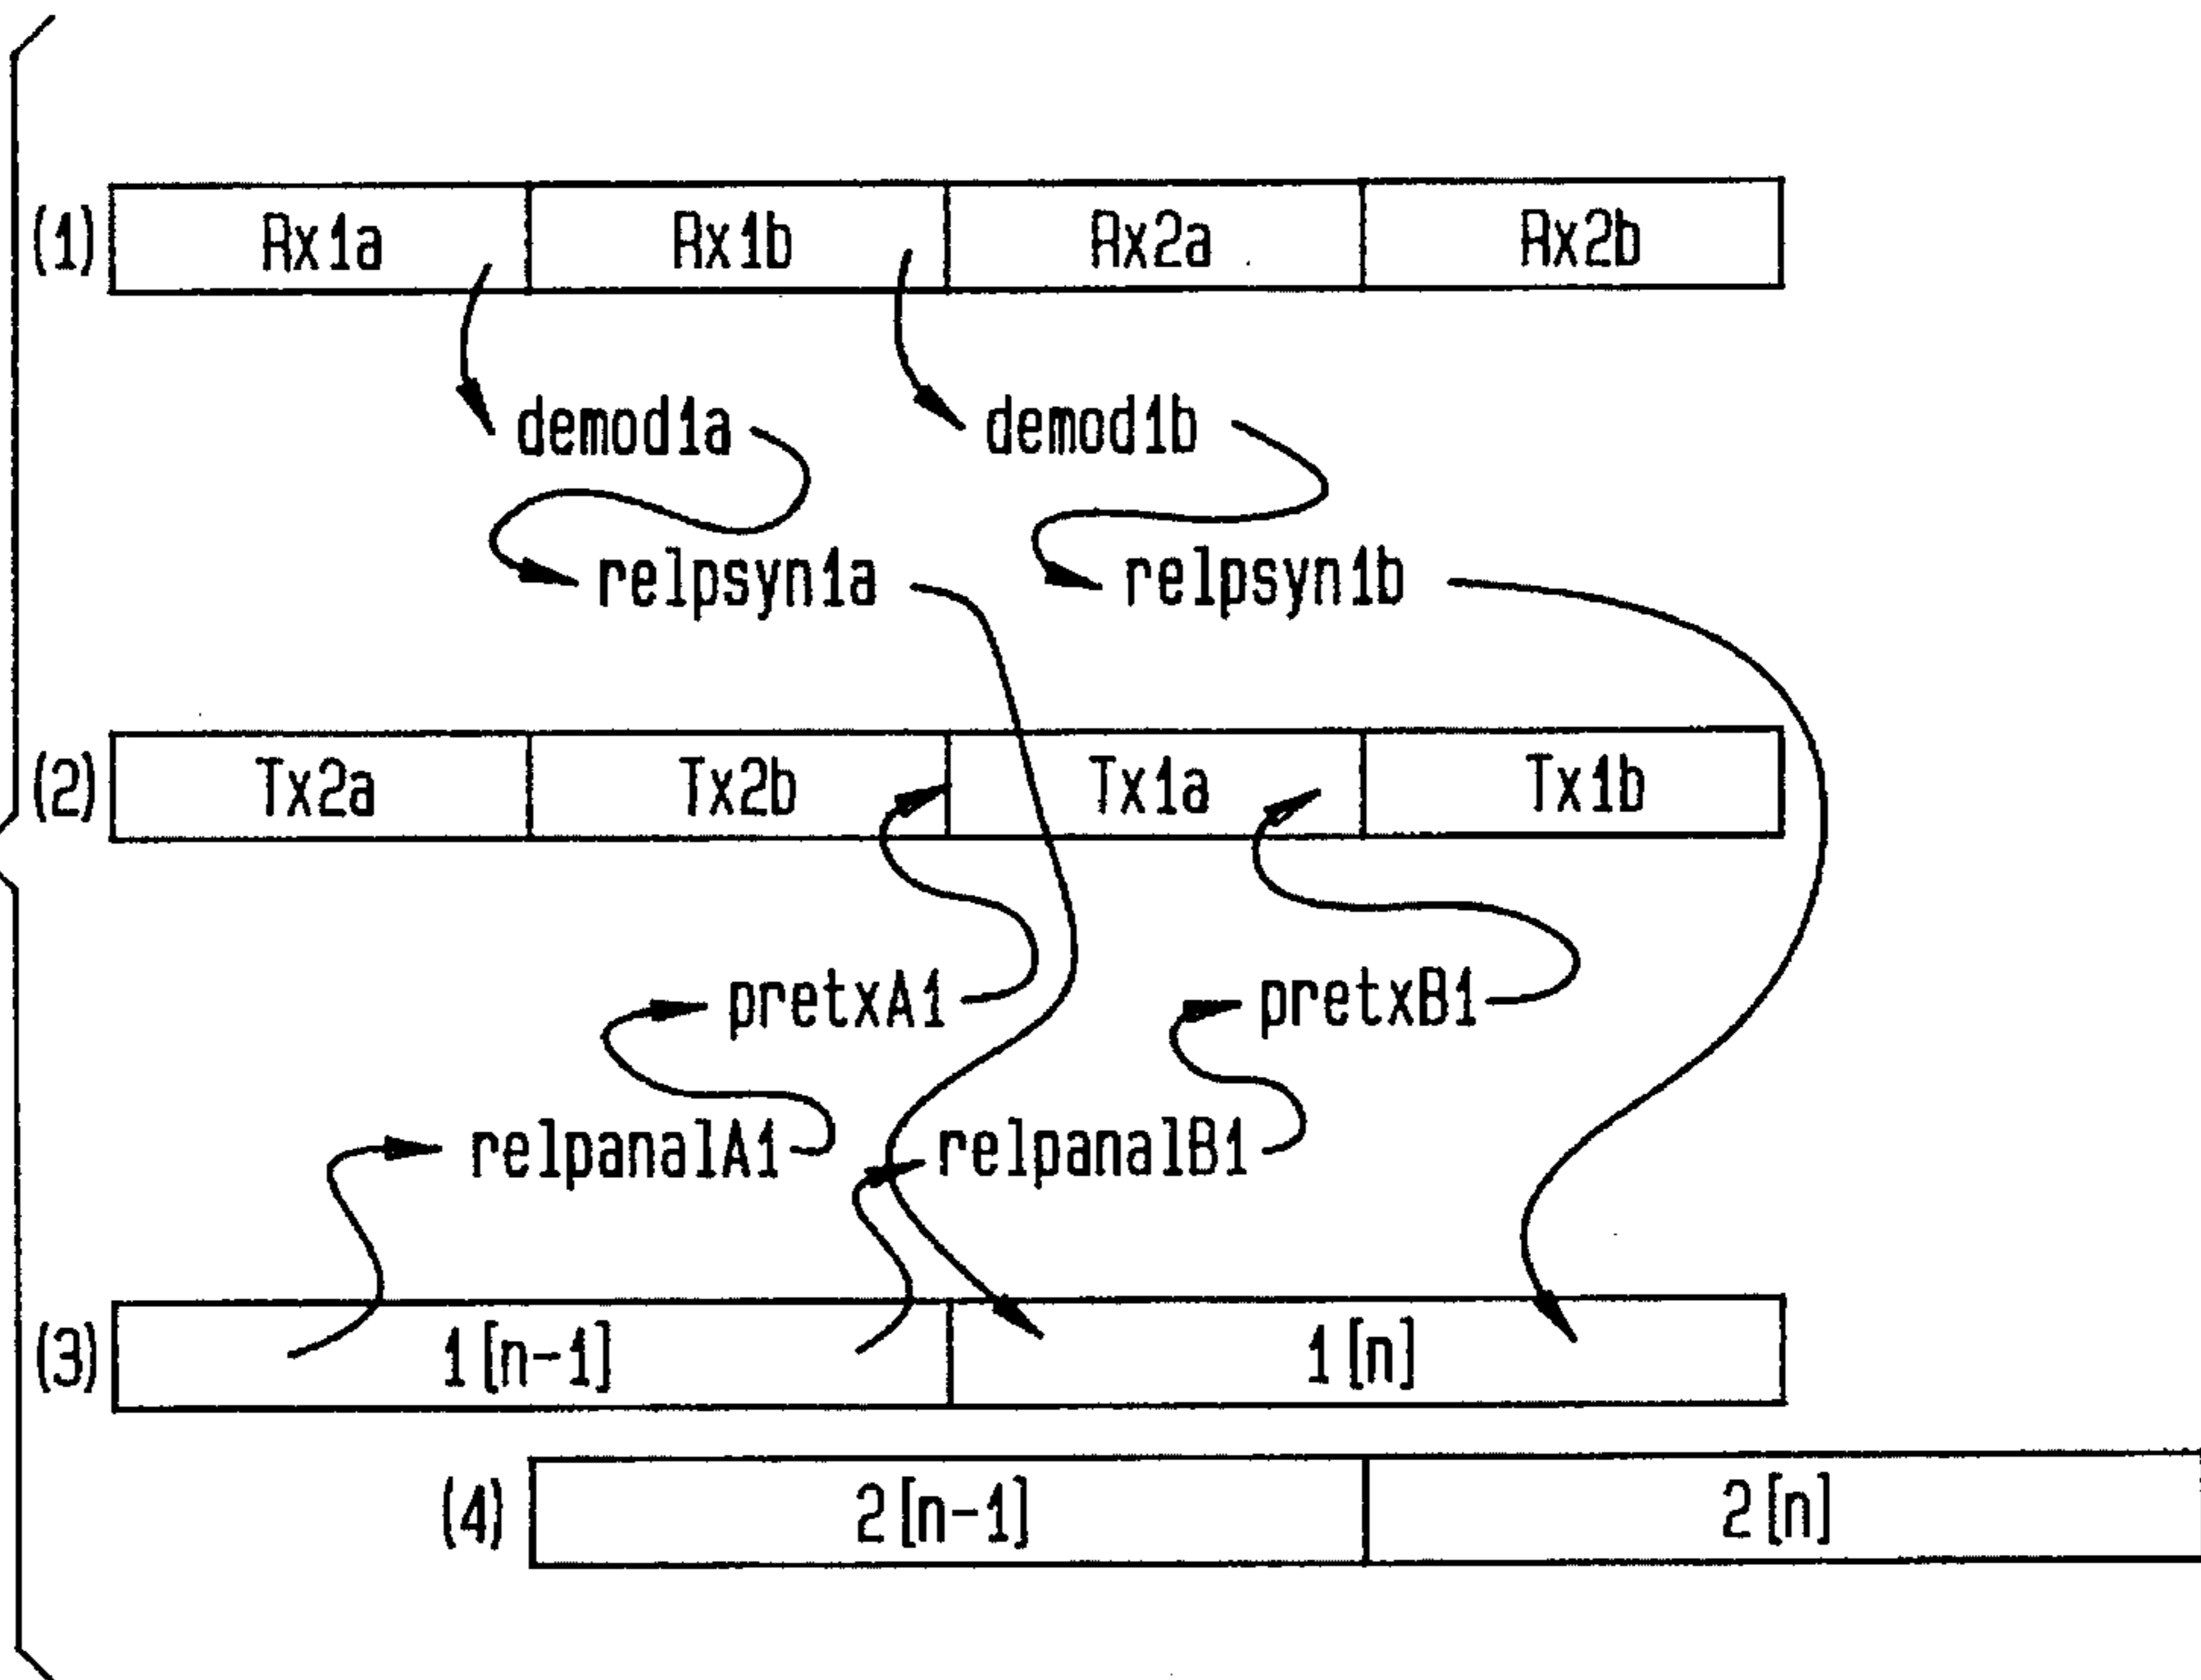 (1) Rx1a Rx1b Rx2a Rx2b
demod1a demod1b
relpsyn1a relpsyn1b
(2) Tx2a Tx2b Tx1a Tx1b
pretxA1 pretxB1
relpanalA1 relpanalB1
(3) 1[n-1] 1[n]
(4) 2[n-1] 2[n]